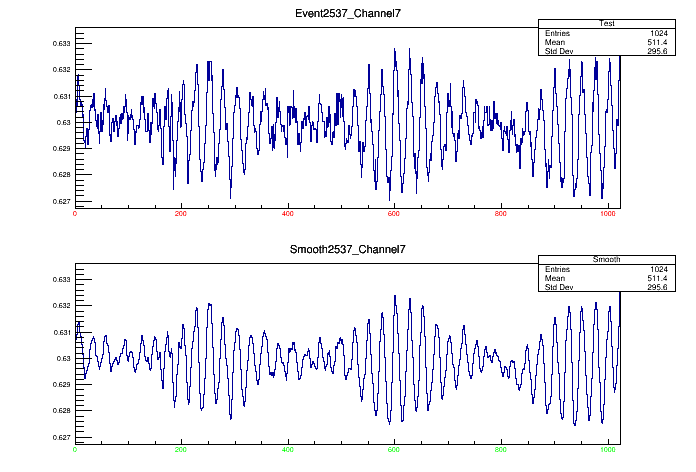 Event2537_Channel7
Test
Entries 1024
Mean 511.4
Std Dev 295.6
0.633
0.632
0.631
0.63
0.629
0.628
0.627
0 200 400 600 800 1000
Smooth2537_Channel7
Smooth
Entries 1024
Mean 511.4
Std Dev 295.6
0.633
0.632
0.631
0.63
0.629
0.628
0.627
0 200 400 600 800 1000